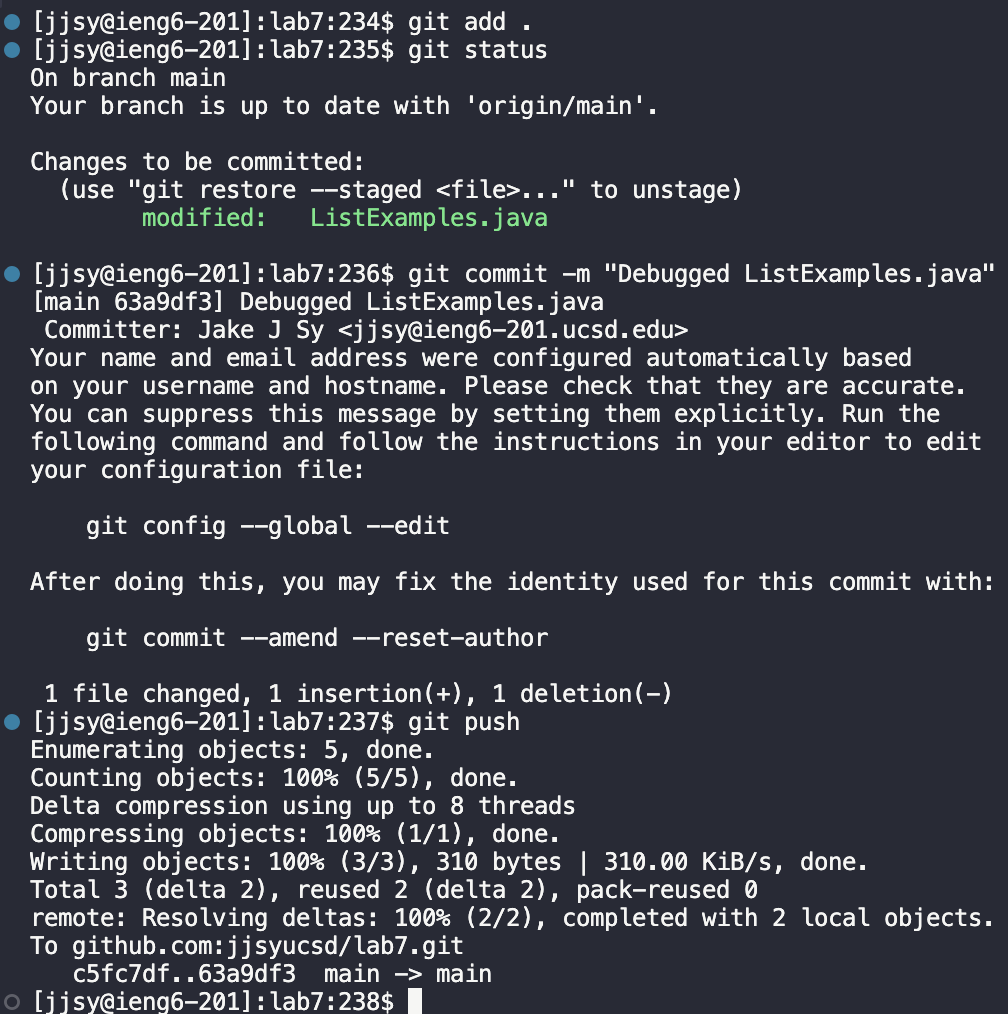 [jjsy@ieng6-201]:lab7:234$ git add .
[jjsy@ieng6-201]:lab7:235$ git status
On branch main
Your branch is up to date with 'origin/main'.
Changes to be committed:
  (use "git restore --staged <file>..." to unstage)
        modified:   ListExamples.java
[jjsy@ieng6-201]:lab7:236$ git commit -m "Debugged ListExamples.java"
[main 63a9df3] Debugged ListExamples.java
 Committer: Jake J Sy <jjsy@ieng6-201.ucsd.edu>
Your name and email address were configured automatically based
on your username and hostname. Please check that they are accurate.
You can suppress this message by setting them explicitly. Run the
following command and follow the instructions in your editor to edit
your configuration file:
    git config --global --edit
After doing this, you may fix the identity used for this commit with:
    git commit --amend --reset-author
 1 file changed, 1 insertion(+), 1 deletion(-)
[jjsy@ieng6-201]:lab7:237$ git push
Enumerating objects: 5, done.
Counting objects: 100% (5/5), done.
Delta compression using up to 8 threads
Compressing objects: 100% (1/1), done.
Writing objects: 100% (3/3), 310 bytes | 310.00 KiB/s, done.
Total 3 (delta 2), reused 2 (delta 2), pack-reused 0
remote: Resolving deltas: 100% (2/2), completed with 2 local objects.
To github.com:jjsyucsd/lab7.git
   c5fc7df..63a9df3  main -> main
[jjsy@ieng6-201]:lab7:238$